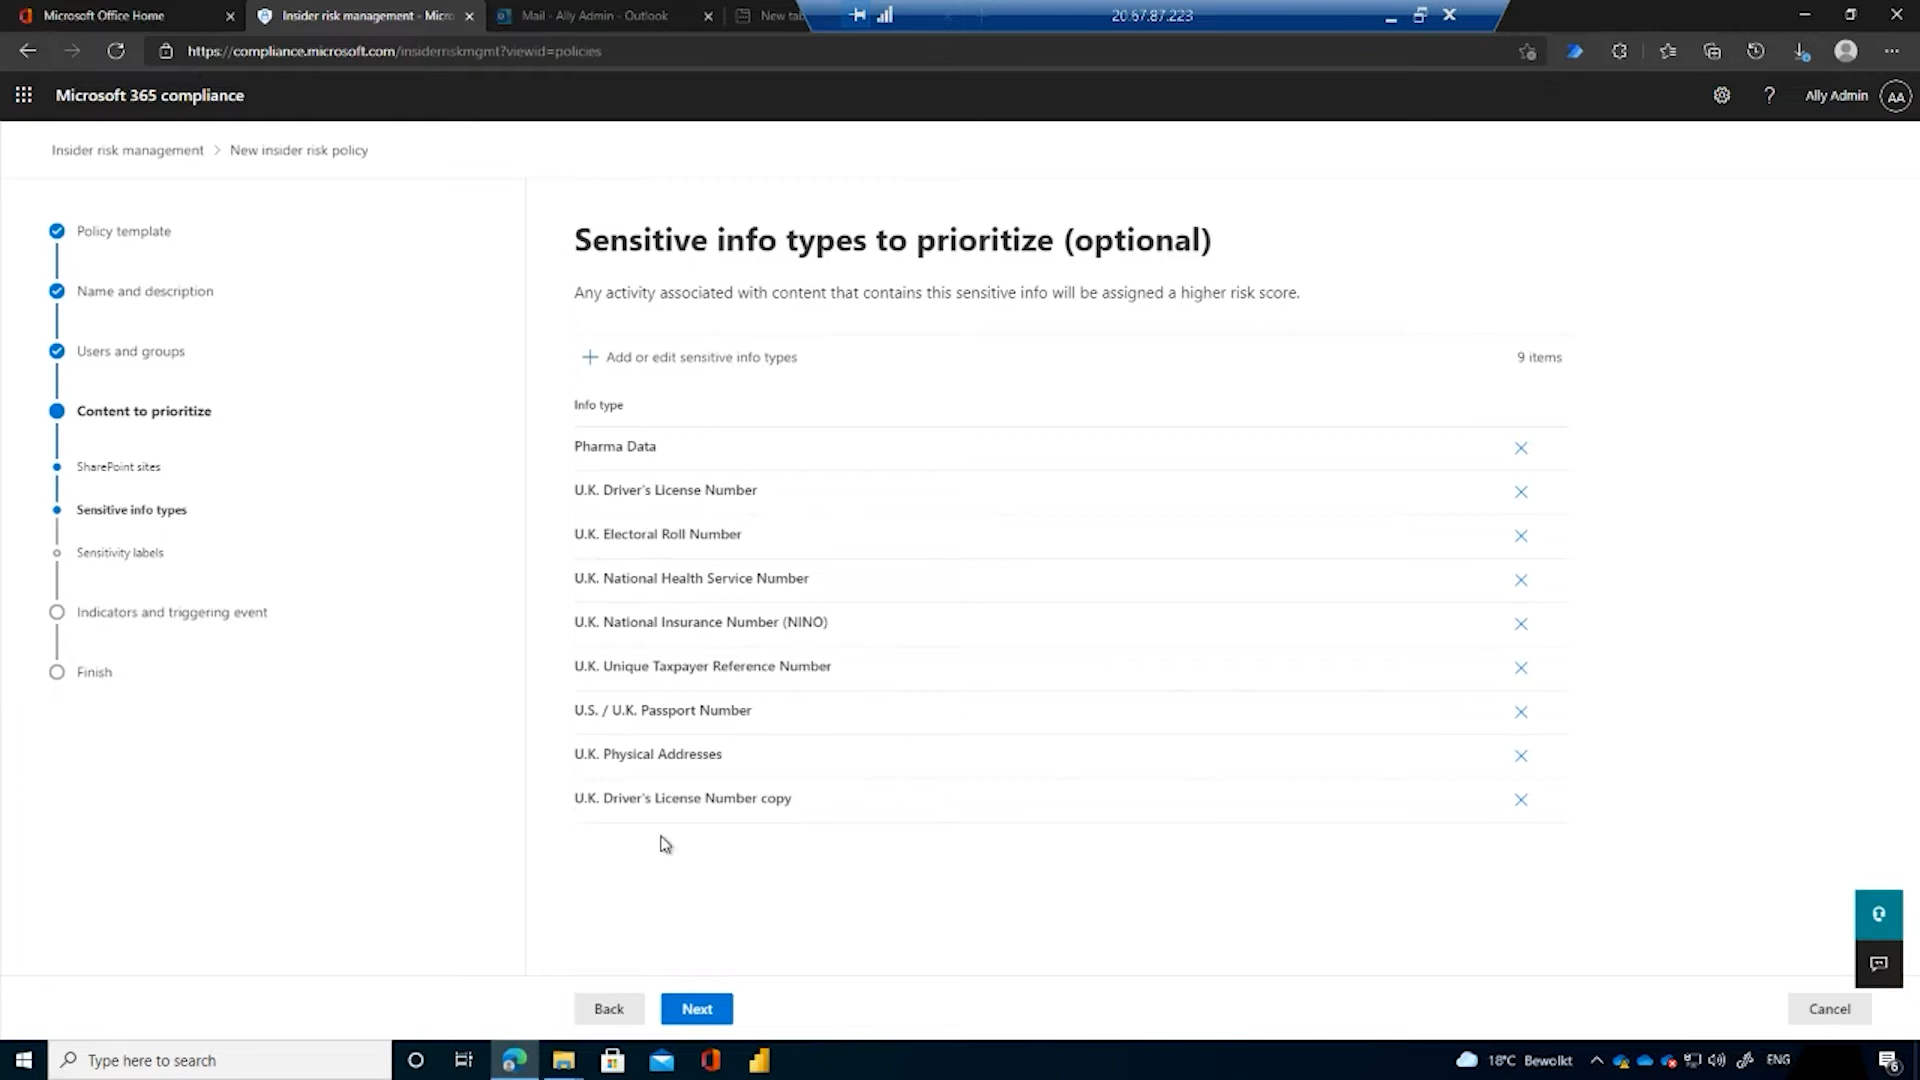 Microsoft Office Home
Insider risk management - Micro
Mail - Ally Admin - Outlook
New tab
20.67.87.223
https://compliance.microsoft.com/insiderriskmgmt?viewid=policies
Microsoft 365 compliance
?
Ally Admin
AA
Insider risk management > New insider risk policy
Policy template
Name and description
Users and groups
Content to prioritize
SharePoint sites
Sensitive info types
Sensitivity labels
Indicators and triggering event
Finish
Sensitive info types to prioritize (optional)
Any activity associated with content that contains this sensitive info will be assigned a higher risk score.
Add or edit sensitive info types
9 items
Info type
Pharma Data
U.K. Driver's License Number
U.K. Electoral Roll Number
U.K. National Health Service Number
U.K. National Insurance Number (NINO)
U.K. Unique Taxpayer Reference Number
U.S. / U.K. Passport Number
U.K. Physical Addresses
U.K. Driver's License Number copy
Back
Next
Cancel
Type here to search
18°C Bewolkt
ENG
6